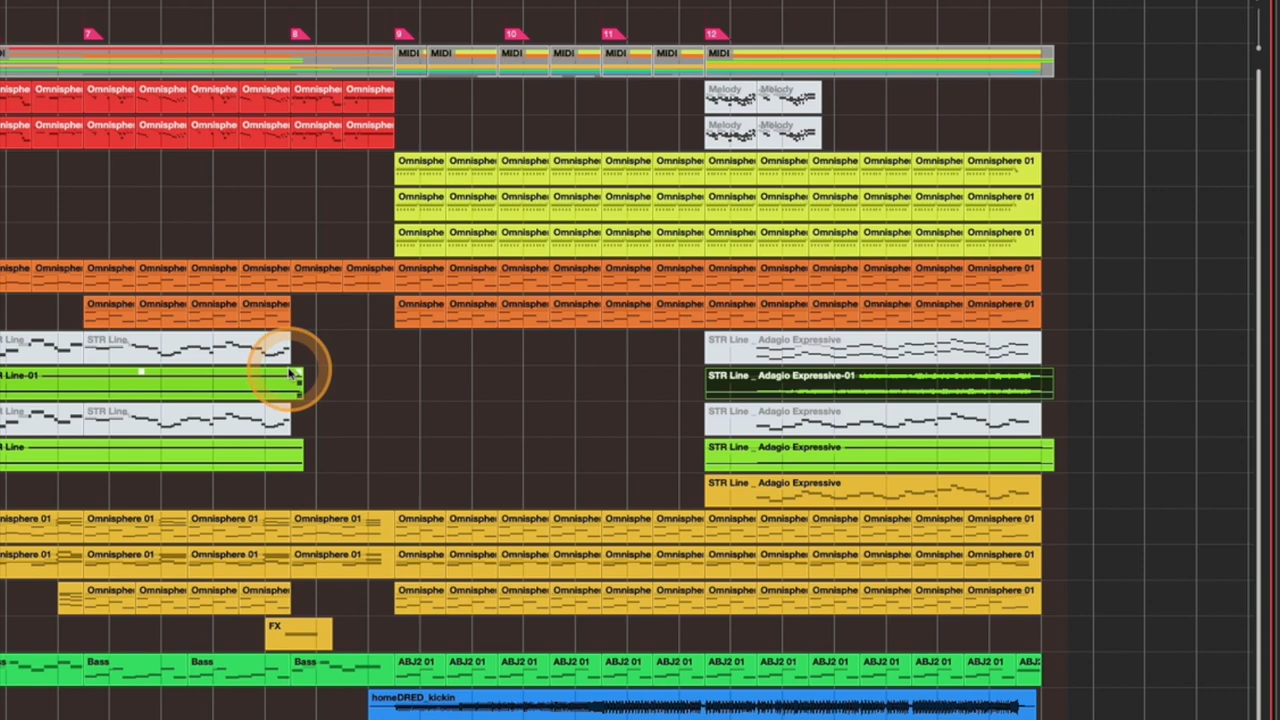 7 8 9 10 11 12
MIDI MIDI MIDI MIDI MIDI MIDI MIDI
Omnisphe Omnisphe Omnisphe Omnisphe Omnisphe Omnisphe Melody Melody
Omnisphe Omnisphe Omnisphe Omnisphe Omnisphe Omnisphe Melody Melody
Omnisphe Omnisphe Omnisphe Omnisphe Omnisphe Omnisphe Omnisphe Omnisphe Omnisphe Omnisphe Omnisphe Omnisphere 01
Omnisphe Omnisphe Omnisphe Omnisphe Omnisphe Omnisphe Omnisphe Omnisphe Omnisphe Omnisphe Omnisphe Omnisphere 01
Omnisphe Omnisphe Omnisphe Omnisphe Omnisphe Omnisphe Omnisphe Omnisphe Omnisphe Omnisphe Omnisphe Omnisphere 01
nisphe Omnisphe Omnisphe Omnisphe Omnisphe Omnisphe Omnisphe Omnisphe Omnisphe Omnisphe Omnisphe Omnisphe Omnisphe Omnisphe Omnisphe Omnisphe Omnisphe Omnisphe Omnisphe Omnisphere 01
Omnisphe Omnisphe Omnisphe Omnisphe Omnisphe Omnisphe Omnisphe Omnisphe Omnisphe Omnisphe Omnisphe Omnisphe Omnisphe Omnisphe Omnisphe Omnisphere 01
R Line STR Line STR Line _ Adagio Expressive
R Line-01 STR Line _ Adagio Expressive-01
R Line STR Line STR Line _ Adagio Expressive
R Line STR Line _ Adagio Expressive
STR Line _ Adagio Expressive
nisphere 01 Omnisphere 01 Omnisphere 01 Omnisphere 01 Omnisphe Omnisphe Omnisphe Omnisphe Omnisphe Omnisphe Omnisphe Omnisphe Omnisphe Omnisphe Omnisphe Omnisphere 01
nisphere 01 Omnisphere 01 Omnisphere 01 Omnisphere 01 Omnisphe Omnisphe Omnisphe Omnisphe Omnisphe Omnisphe Omnisphe Omnisphe Omnisphe Omnisphe Omnisphe Omnisphere 01
Omnisphe Omnisphe Omnisphe Omnisphe Omnisphe Omnisphe Omnisphe Omnisphe Omnisphe Omnisphe Omnisphe Omnisphe Omnisphe Omnisphe Omnisphe Omnisphere 01
FX
s Bass Bass Bass ABJ2 01 ABJ2 01 ABJ2 01 ABJ2 01 ABJ2 01 ABJ2 01 ABJ2 01 ABJ2 01 ABJ2 01 ABJ2 01 ABJ2 01 ABJ2 01 ABJ2
homeDRED_kickin